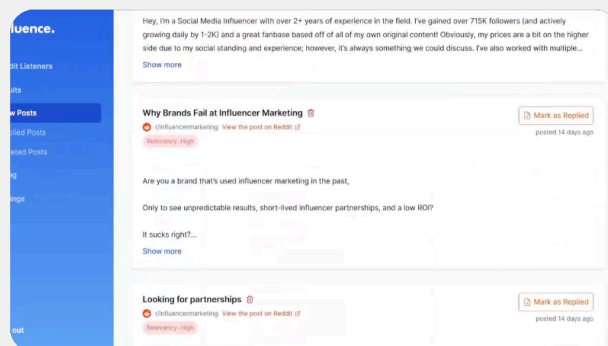 luence.
dit Listeners
ults
w Posts
plied Posts
eted Posts
ng
ings
out
Hey, I'm a Social Media Influencer with over 2+ years of experience in the field. I've gained over 715K followers (and actively
growing daily by 1-2K) and a great fanbase based off of all of my own original content! Obviously, my prices are a bit on the higher
side due to my social standing and experience; however, it's always something we could discuss. I've also worked with multiple...
Show more
Why Brands Fail at Influencer Marketing
Mark as Replied
r/influencermarketing View the post on Reddit
posted 14 days ago
Relevancy: High
Are you a brand that's used influencer marketing in the past,
Only to see unpredictable results, short-lived influencer partnerships, and a low ROI?
It sucks right?...
Show more
Looking for partnerships
Mark as Replied
r/influencermarketing View the post on Reddit
posted 14 days ago
Relevancy: High